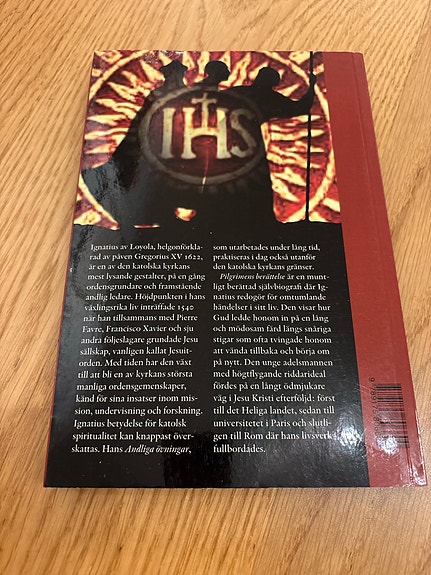 IHS
Ignatius av Loyola, helgonförkla-
rad av påven Gregorius XV 1622,
är en av den katolska kyrkans
mest lysande gestalter, på en gång
ordensgrundare och framstående
andlig ledare. Höjdpunkten i hans
växlingsrika liv inträffade 1540
när han tillsammans med Pierre
Favre, Francisco Xavier och sju
andra följeslagare grundade Jesu
sällskap, vanligen kallat Jesuit-
orden. Med tiden har den växt
till att bli en av kyrkans största
manliga ordensgemenskaper,
känd för sina insatser inom mis-
sion, undervisning och forskning.
Ignatius betydelse för katolsk
spiritualitet kan knappast över-
skattas. Hans Andliga övningar,
som utarbetades under lång tid,
praktiseras i dag också utanför
den katolska kyrkans gränser.
Pilgrimens berättelse är en munt-
ligt berättad självbiografi där Ig-
natius redogör för omtumlande
händelser i sitt liv. Den visar hur
Gud ledde honom in på en lång
och mödosam färd längs snåriga
stigar som ofta tvingade honom
att vända tillbaka och börja om
på nytt. Den unge adelsmannen
med högtflygande riddarideal
fördes på en långt ödmjukare
väg i Jesu Kristi efterföljd: först
till det Heliga landet, sedan till
universitetet i Paris och slutli-
gen till Rom där hans livsverk
fullbordades.